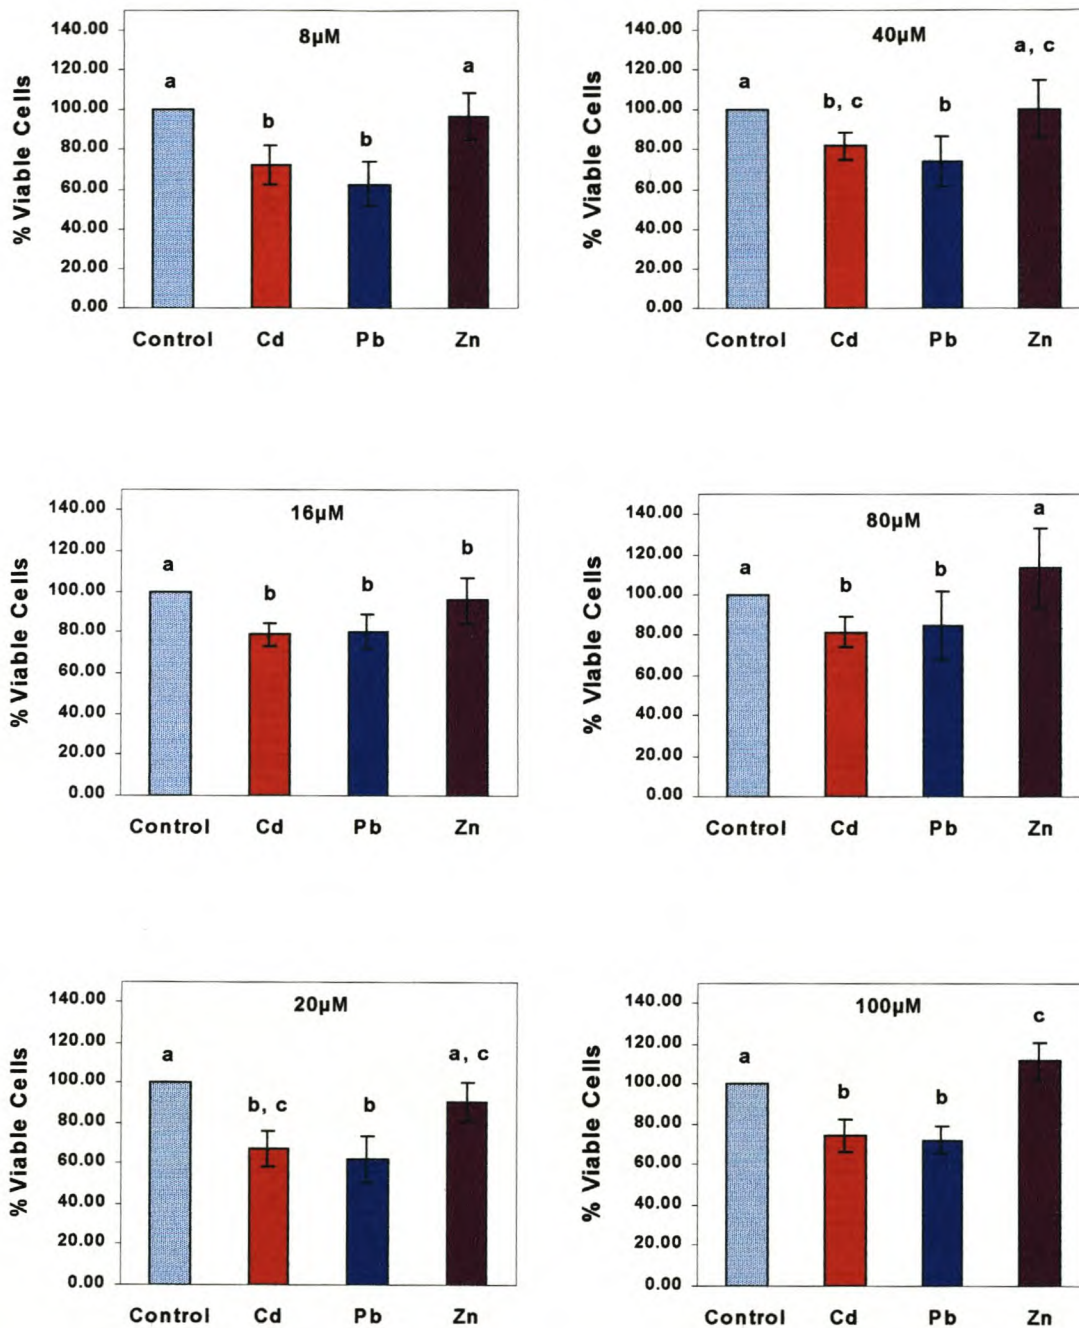 8µM
% Viable Cells
140.00
120.00
100.00
80.00
60.00
40.00
20.00
0.00
a
b
b
a
Control Cd Pb Zn
40µM
% Viable Cells
140.00
120.00
100.00
80.00
60.00
40.00
20.00
0.00
a
b, c
b
a, c
Control Cd Pb Zn
16µM
% Viable Cells
140.00
120.00
100.00
80.00
60.00
40.00
20.00
0.00
a
b
b
b
Control Cd Pb Zn
80µM
% Viable Cells
140.00
120.00
100.00
80.00
60.00
40.00
20.00
0.00
a
b
b
a
Control Cd Pb Zn
20µM
% Viable Cells
140.00
120.00
100.00
80.00
60.00
40.00
20.00
0.00
a
b, c
b
a, c
Control Cd Pb Zn
100µM
% Viable Cells
140.00
120.00
100.00
80.00
60.00
40.00
20.00
0.00
a
b
b
c
Control Cd Pb Zn